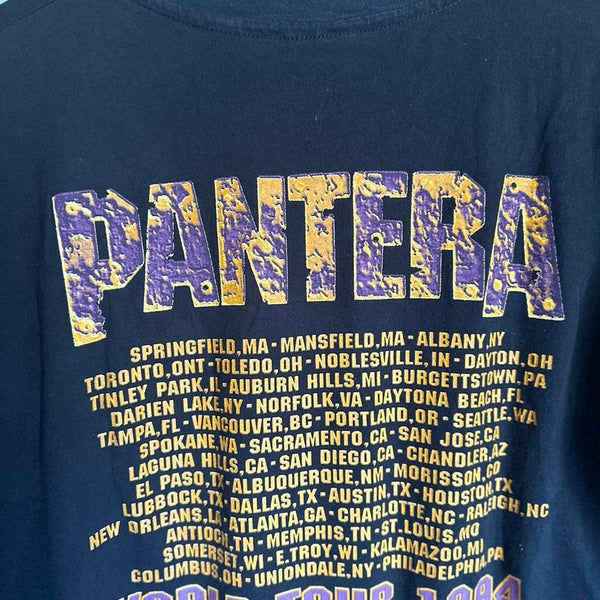 PANTERA
SPRINGFIELD,MA-MANSFIELD,MA-ALBANY,NY
TORONTO,ONT-TOLEDO,OH-NOBLESVILLE,IN-DAYTON,OH
TINLEY PARK,IL-AUBURN HILLS,MI-BURGETTSTOWN,PA
DARIEN LAKE,NY-NORFOLK,VA-DAYTONA BEACH,FL
TAMPA,FL-VANCOUVER,BC-PORTLAND,OR-SEATTLE,WA
SPOKANE,WA-SACRAMENTO,CA-SAN JOSE,CA
LAGUNA HILLS,CA-SAN DIEGO,CA-CHANDLER,AZ
EL PASO,TX-ALBUQUERQUE,NM-MORISSON,CO
LUBBOCK,TX-DALLAS,TX-AUSTIN,TX-HOUSTON,TX
NEW ORLEANS,LA-ATLANTA,GA-CHARLOTTE,NC-RALEIGH,NC
ANTIOCH,TN-MEMPHIS,TN-ST.LOUIS,MO
SOMERSET,WI-E.TROY,WI-KALAMAZOO,MI
COLUMBUS,OH-UNIONDALE,NY-PHILADELPHIA,PA
WORLD TOUR 1994